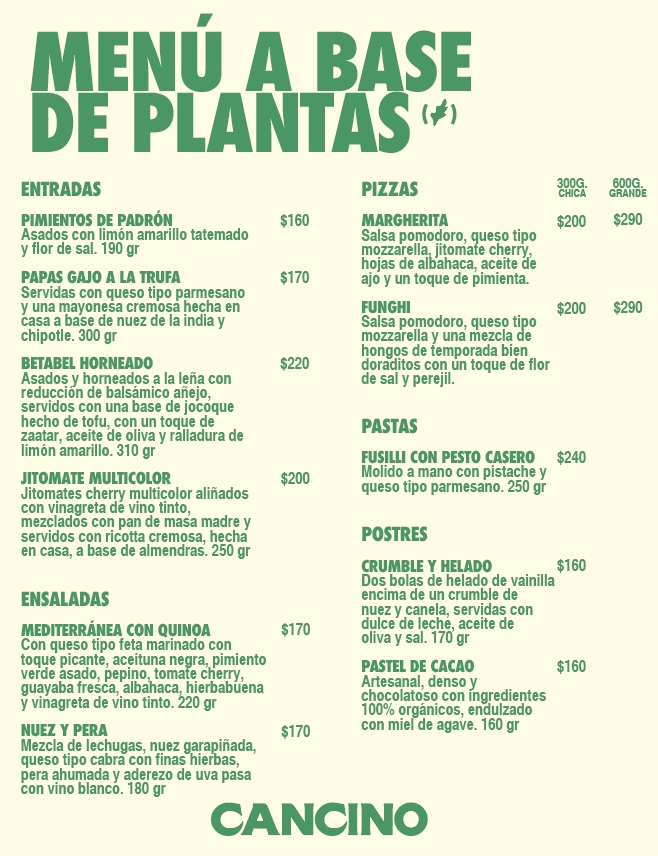 MENÚ A BASE
DE PLANTAS
ENTRADAS
PIMIENTOS DE PADRÓN $160
Asados con limón amarillo tatemado
y flor de sal. 190 gr
PAPAS GAJO A LA TRUFA $170
Servidas con queso tipo parmesano
y una mayonesa cremosa hecha en
casa a base de nuez de la india y
chipotle. 300 gr
BETABEL HORNEADO $220
Asados y horneados a la leña con
reducción de balsámico añejo,
servidos con una base de jocoque
hecho de tofu, con un toque de
zaatar, aceite de oliva y ralladura de
limón amarillo. 310 gr
JITOMATE MULTICOLOR $200
Jitomates cherry multicolor aliñados
con vinagreta de vino tinto,
mezclados con pan de masa madre y
servidos con ricotta cremosa, hecha
en casa, a base de almendras. 250 gr
ENSALADAS
MEDITERRÁNEA CON QUINOA $170
Con queso tipo feta marinado con
toque picante, aceituna negra, pimiento
verde asado, pepino, tomate cherry,
guayaba fresca, albahaca, hierbabuena
y vinagreta de vino tinto. 220 gr
NUEZ Y PERA $170
Mezcla de lechugas, nuez garapiñada,
queso tipo cabra con finas hierbas,
pera ahumada y aderezo de uva pasa
con vino blanco. 180 gr
PIZZAS 300G. 600G.
CHICA GRANDE
MARGHERITA $200 $290
Salsa pomodoro, queso tipo
mozzarella, jitomate cherry,
hojas de albahaca, aceite de
ajo y un toque de pimienta.
FUNGHI $200 $290
Salsa pomodoro, queso tipo
mozzarella y una mezcla de
hongos de temporada bien
doraditos con un toque de flor
de sal y perejil.
PASTAS
FUSILLI CON PESTO CASERO $240
Molido a mano con pistache y
queso tipo parmesano. 250 gr
POSTRES
CRUMBLE Y HELADO $160
Dos bolas de helado de vainilla
encima de un crumble de
nuez y canela, servidas con
dulce de leche, aceite de
oliva y sal. 170 gr
PASTEL DE CACAO $160
Artesanal, denso y
chocolatoso con ingredientes
100% orgánicos, endulzado
con miel de agave. 160 gr
CANCINO